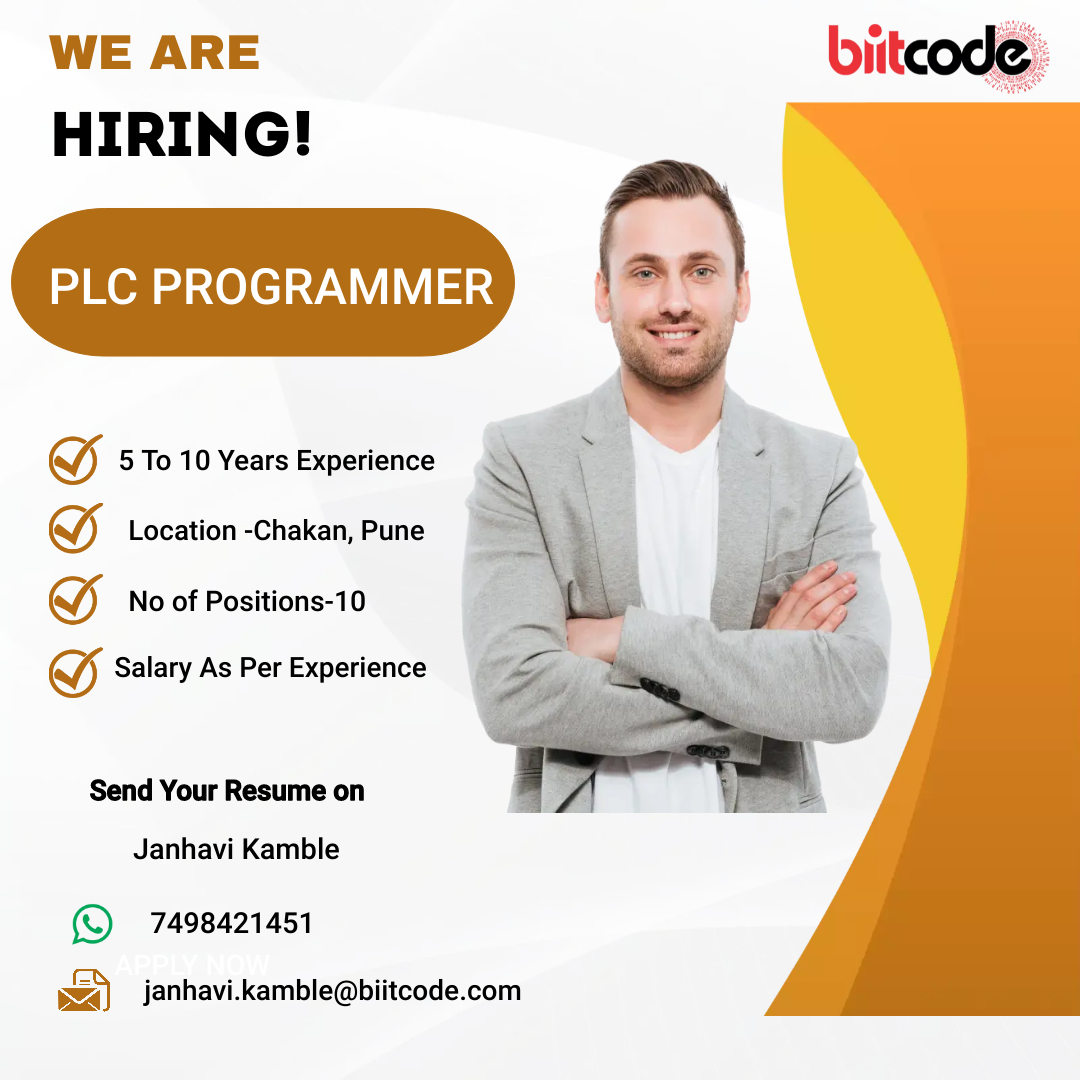 WE ARE
biitcode
HIRING!
PLC PROGRAMMER
5 To 10 Years Experience
Location -Chakan, Pune
No of Positions-10
Salary As Per Experience
Send Your Resume on
Janhavi Kamble
7498421451
APPLY NOW
janhavi.kamble@biitcode.com